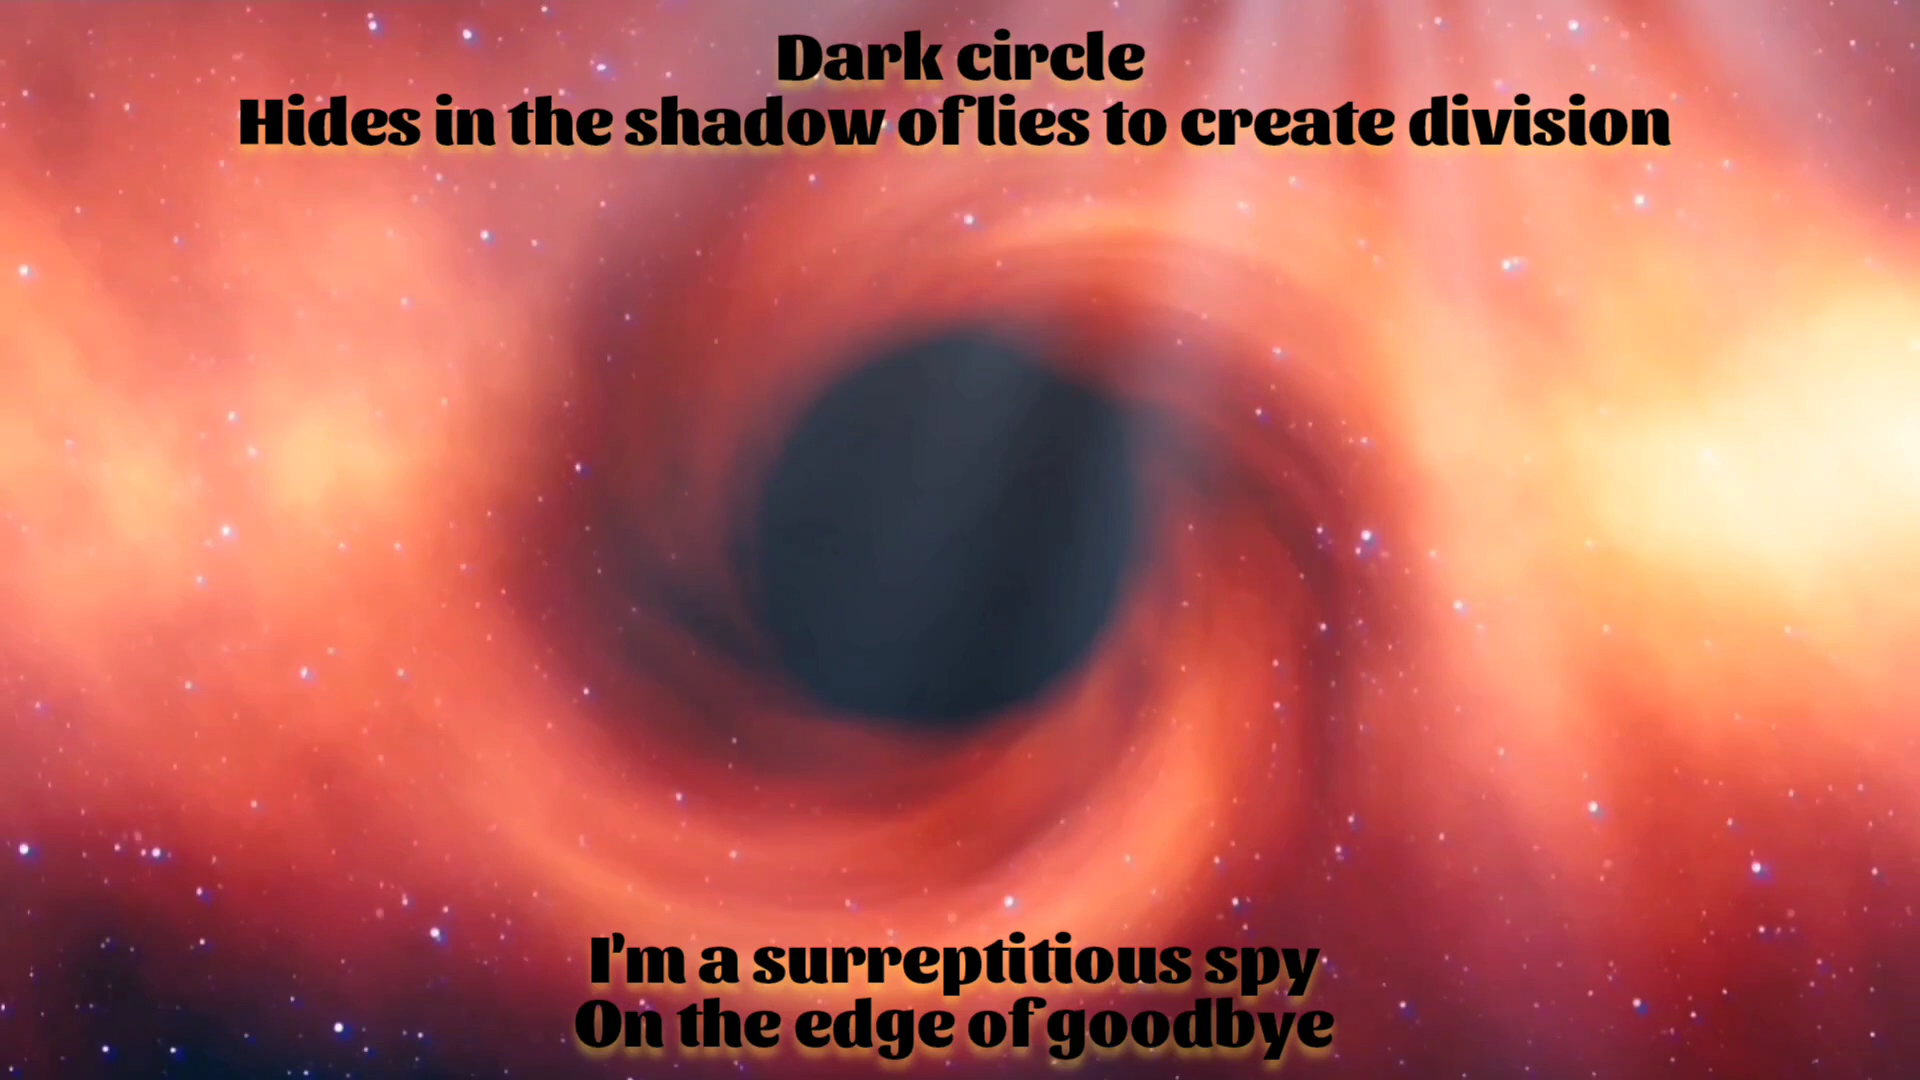 Dark circle
Hides in the shadow of lies to create division
I'm a surreptitious spy
On the edge of goodbye